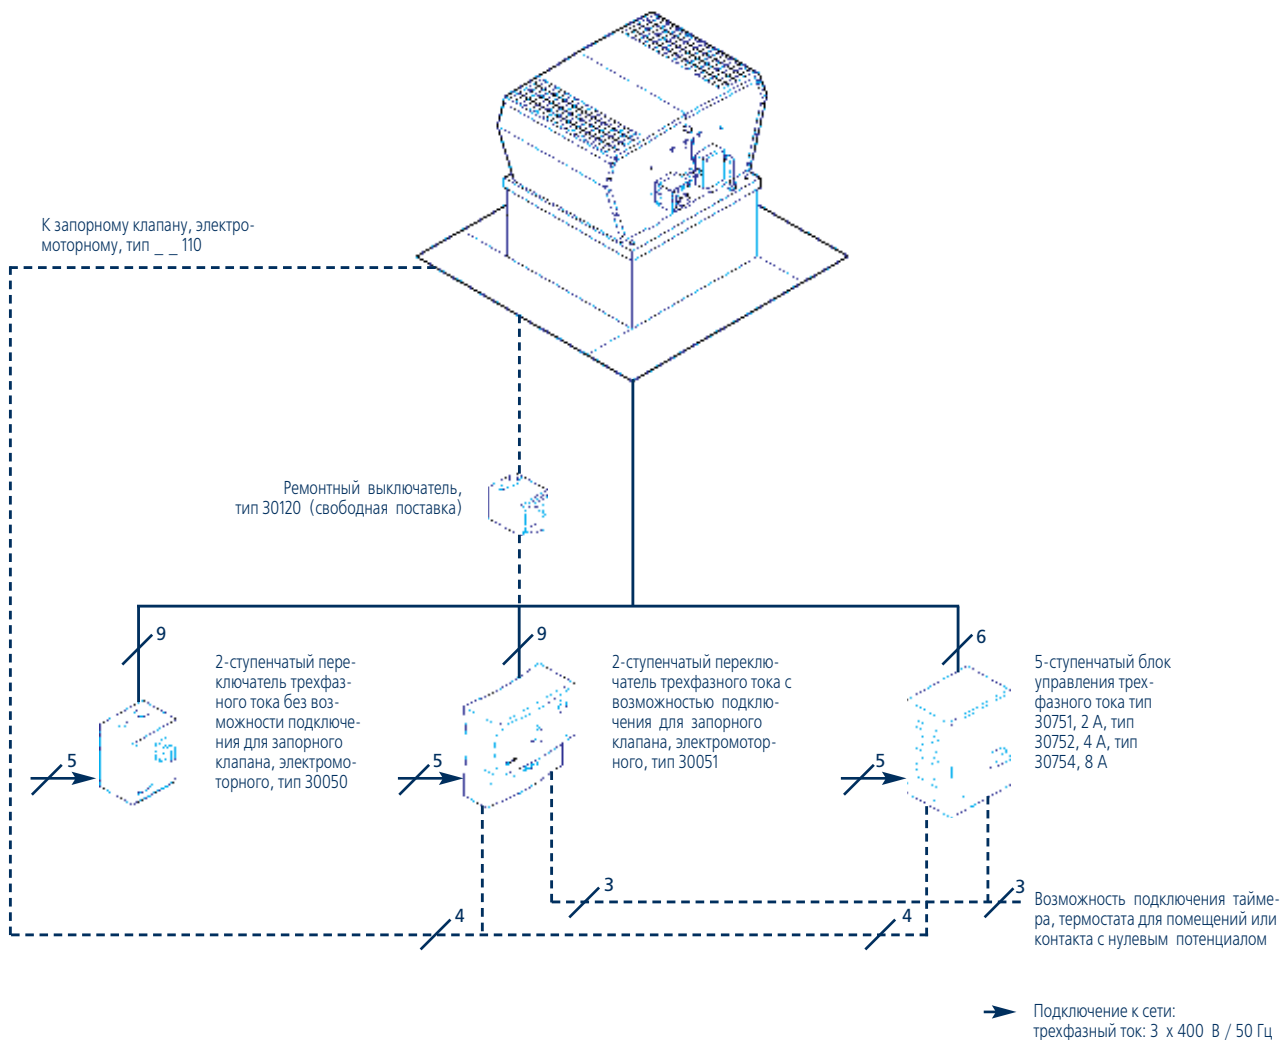 К запорному клапану, электро-
моторному, тип _ _ 110
Ремонтный выключатель,
тип 30120 (свободная поставка)
9
9
6
2-ступенчатый пере-
ключатель трехфаз-
ного тока без воз-
можности подключе-
ния для запорного
клапана, электромо-
торного, тип 30050
2-ступенчатый переклю-
чатель трехфазного тока с
возможностью подклю-
чения для запорного
клапана, электромотор-
ного, тип 30051
5-ступенчатый блок
управления трех-
фазного тока тип
30751, 2 А, тип
30752, 4 А, тип
30754, 8 А
5
5
5
3
3
4
4
Возможность подключения тайме-
ра, термостата для помещений или
контакта с нулевым потенциалом
Подключение к сети:
трехфазный ток: 3 х 400 В / 50 Гц